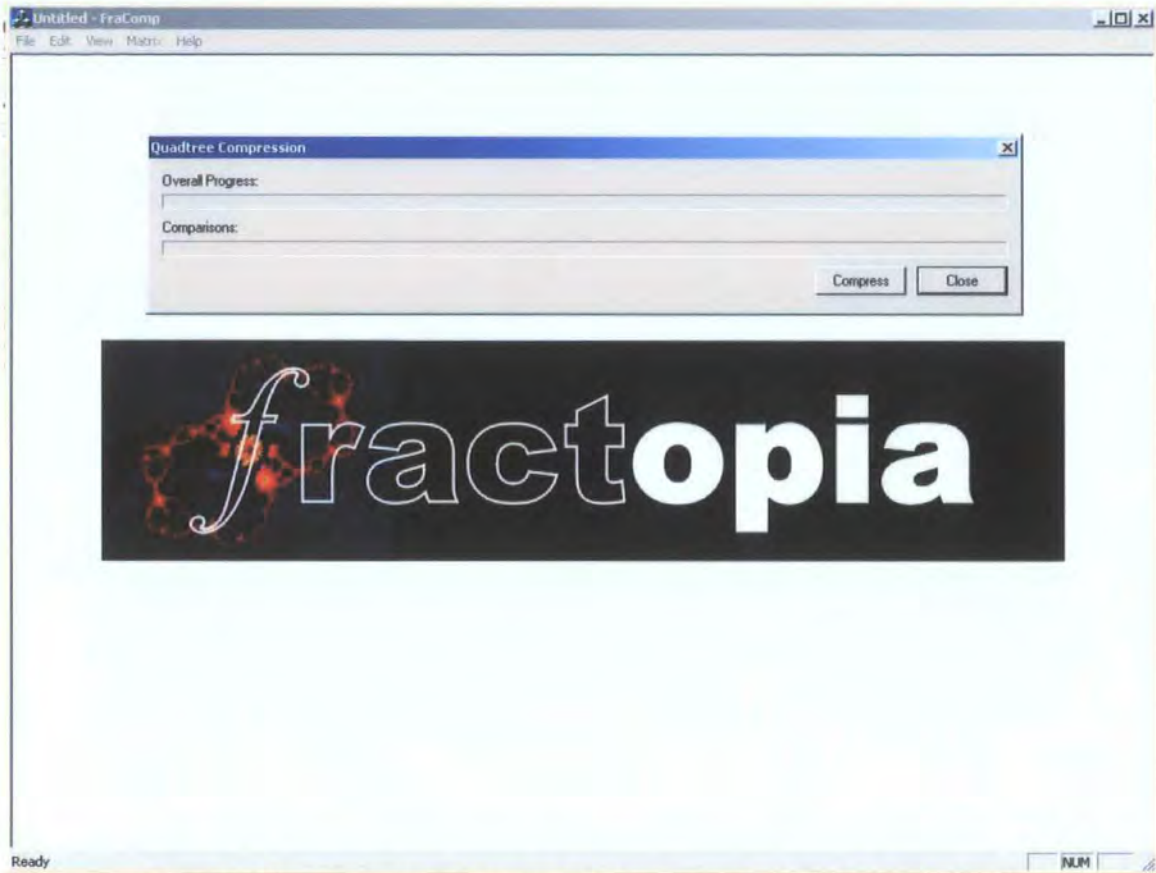 Untitled - FraComp
File Edit View Matrix Help
Quadtree Compression
Overall Progress:
Comparisons:
Compress Close
fractopia
Ready NUM